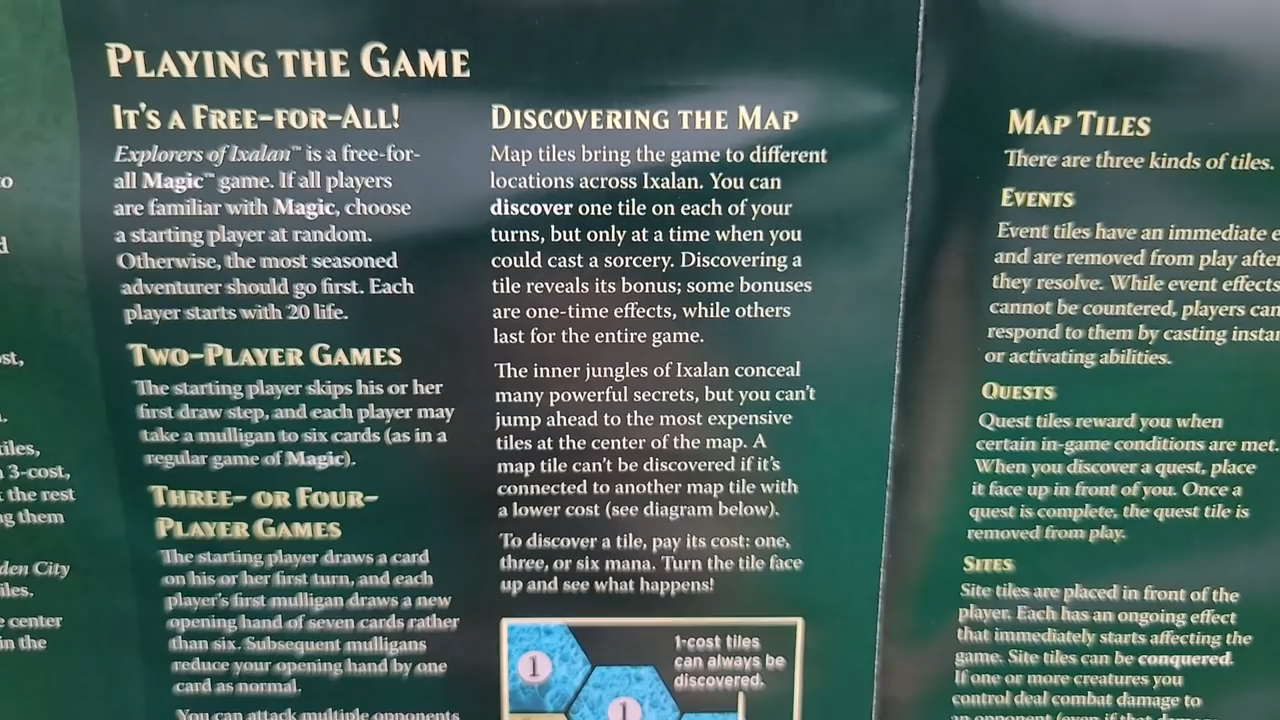 PLAYING THE GAME
IT'S A FREE-FOR-ALL!
Explorers of Ixalan™ is a free-for-
all Magic™ game. If all players
are familiar with Magic, choose
a starting player at random.
Otherwise, the most seasoned
adventurer should go first. Each
player starts with 20 life.
TWO-PLAYER GAMES
The starting player skips his or her
first draw step, and each player may
take a mulligan to six cards (as in a
regular game of Magic).
THREE- OR FOUR-
PLAYER GAMES
The starting player draws a card
on his or her first turn, and each
player's first mulligan draws a new
opening hand of seven cards rather
than six. Subsequent mulligans
reduce your opening hand by one
card as normal.
You can attack multiple opponents
DISCOVERING THE MAP
Map tiles bring the game to different
locations across Ixalan. You can
discover one tile on each of your
turns, but only at a time when you
could cast a sorcery. Discovering a
tile reveals its bonus; some bonuses
are one-time effects, while others
last for the entire game.
The inner jungles of Ixalan conceal
many powerful secrets, but you can't
jump ahead to the most expensive
tiles at the center of the map. A
map tile can't be discovered if it's
connected to another map tile with
a lower cost (see diagram below).
To discover a tile, pay its cost: one,
three, or six mana. Turn the tile face
up and see what happens!
1
1
1-cost tiles
can always be
discovered.
MAP TILES
There are three kinds of tiles.
EVENTS
Event tiles have an immediate
and are removed from play after
they resolve. While event effects
cannot be countered, players can
respond to them by casting
or activating abilities.
QUESTS
Quest tiles reward you when
certain in-game conditions are met.
When you discover a quest, place
it face up in front of you. Once a
quest is complete, the quest tile is
removed from play.
SITES
Site tiles are placed in front of the
player. Each has an ongoing effect
that immediately starts affecting the
game. Site tiles can be conquered.
If one or more creatures you
control deal combat damage to
tiles,
3-cost,
the rest
them
City
tiles.
center
in the